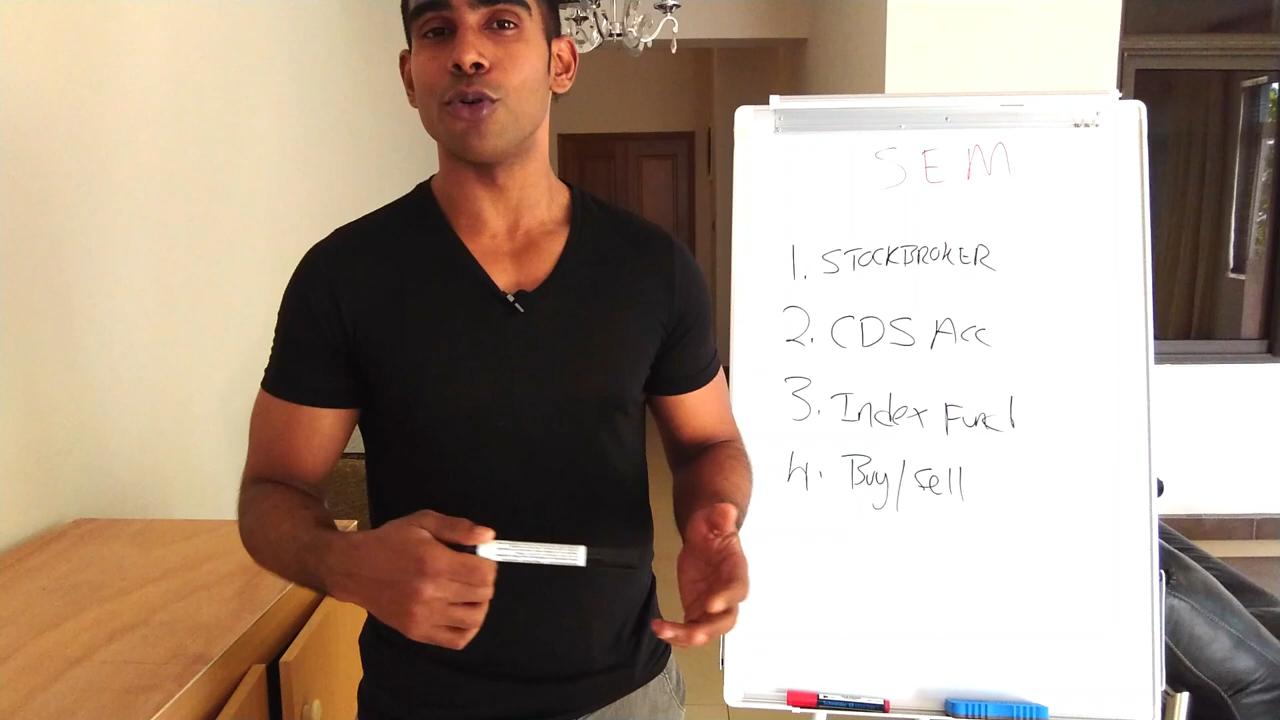 SEM
1. STOCKBROKER
2. CDS Acc
3. Index Fund
4. Buy/Sell